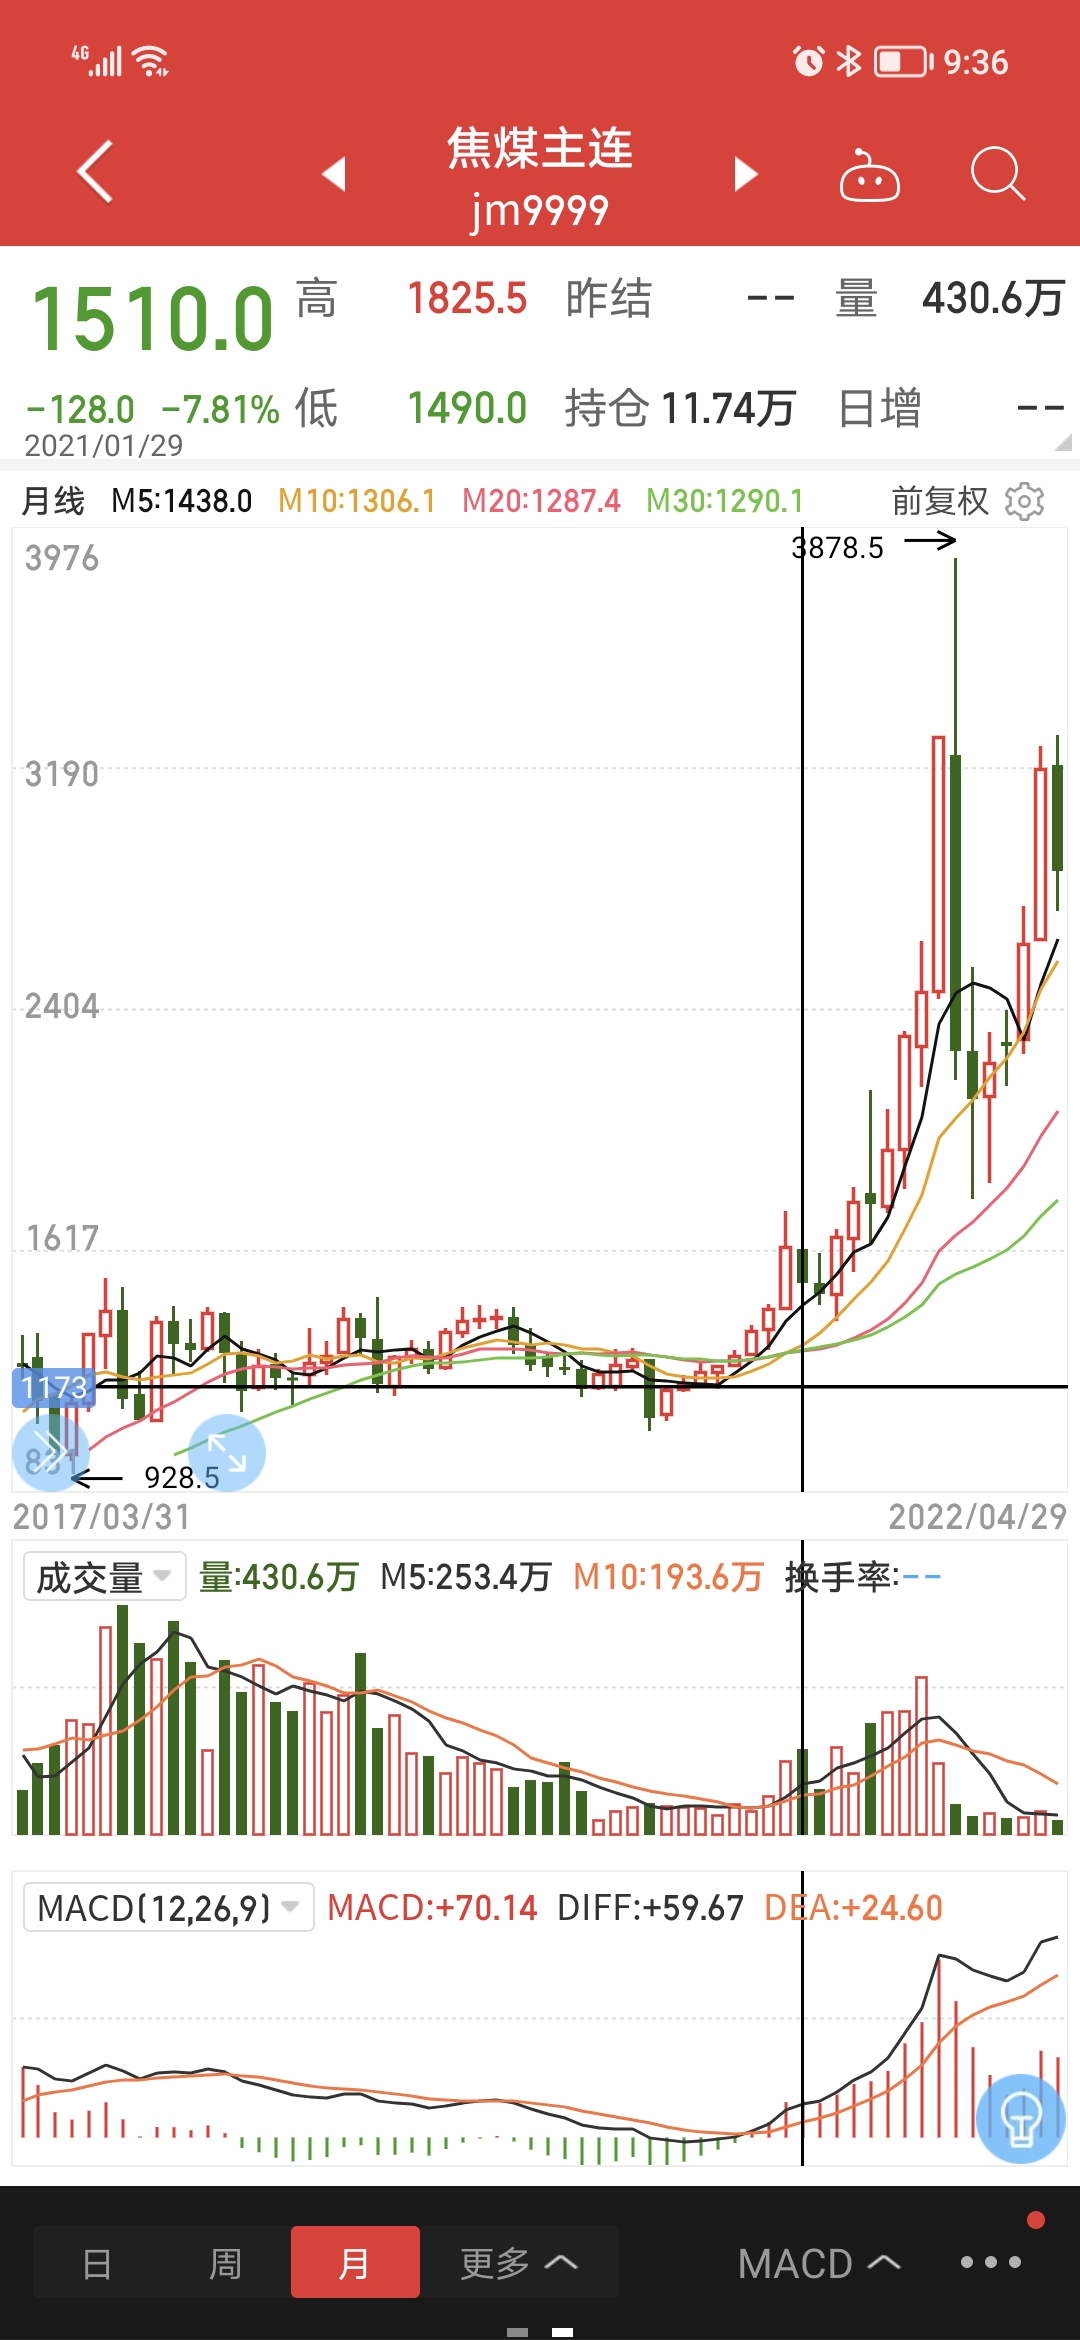 4G 9:36
焦煤主连
jm9999
1510.0 高 1825.5 昨结 -- 量 430.6万
-128.0 -7.81% 低 1490.0 持仓 11.74万 日增 --
2021/01/29
月线 M5:1438.0 M10:1306.1 M20:1287.4 M30:1290.1 前复权
3976 3878.5
3190
2404
1617
1173
831 928.5
2017/03/31 2022/04/29
成交量 量:430.6万 M5:253.4万 M10:193.6万 换手率:--
MACD(12,26,9) MACD:+70.14 DIFF:+59.67 DEA:+24.60
日 周 月 更多 MACD